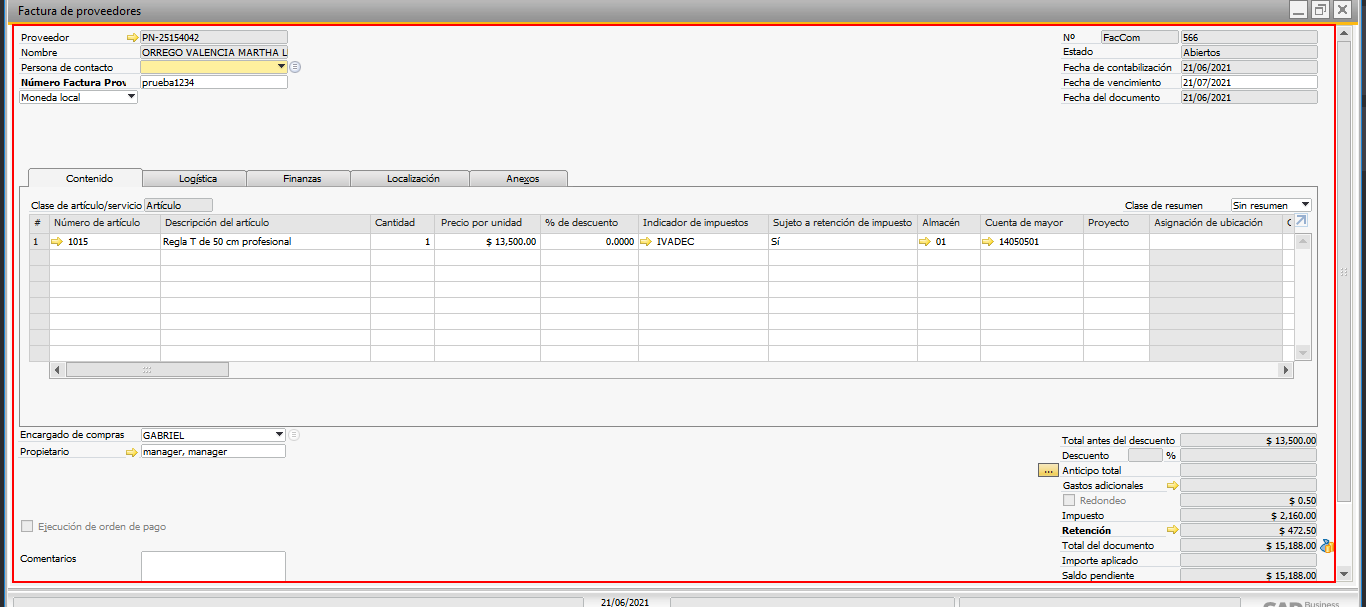 Factura de proveedores
Proveedor PN-25154042
Nombre ORREGO VALENCIA MARTHA L
Persona de contacto
Número Factura Prov prueba1234
Moneda local
Nº FacCom 566
Estado Abiertos
Fecha de contabilización 21/06/2021
Fecha de vencimiento 21/07/2021
Fecha del documento 21/06/2021
Contenido Logística Finanzas Localización Anexos
Clase de artículo/servicio Artículo Clase de resumen Sin resumen
# Número de artículo Descripción del artículo Cantidad Precio por unidad % de descuento Indicador de impuestos Sujeto a retención de impuesto Almacén Cuenta de mayor Proyecto Asignación de ubicación
1 1015 Regla T de 50 cm profesional 1 $ 13,500.00 0.0000 IVADEC Sí 01 14050501
Encargado de compras GABRIEL
Propietario manager, manager
Ejecución de orden de pago
Comentarios
Total antes del descuento $ 13,500.00
Descuento %
... Anticipo total
Gastos adicionales
Redondeo $ 0.50
Impuesto $ 2,160.00
Retención $ 472.50
Total del documento $ 15,188.00
Importe aplicado
Saldo pendiente $ 15,188.00
21/06/2021
SAP Business